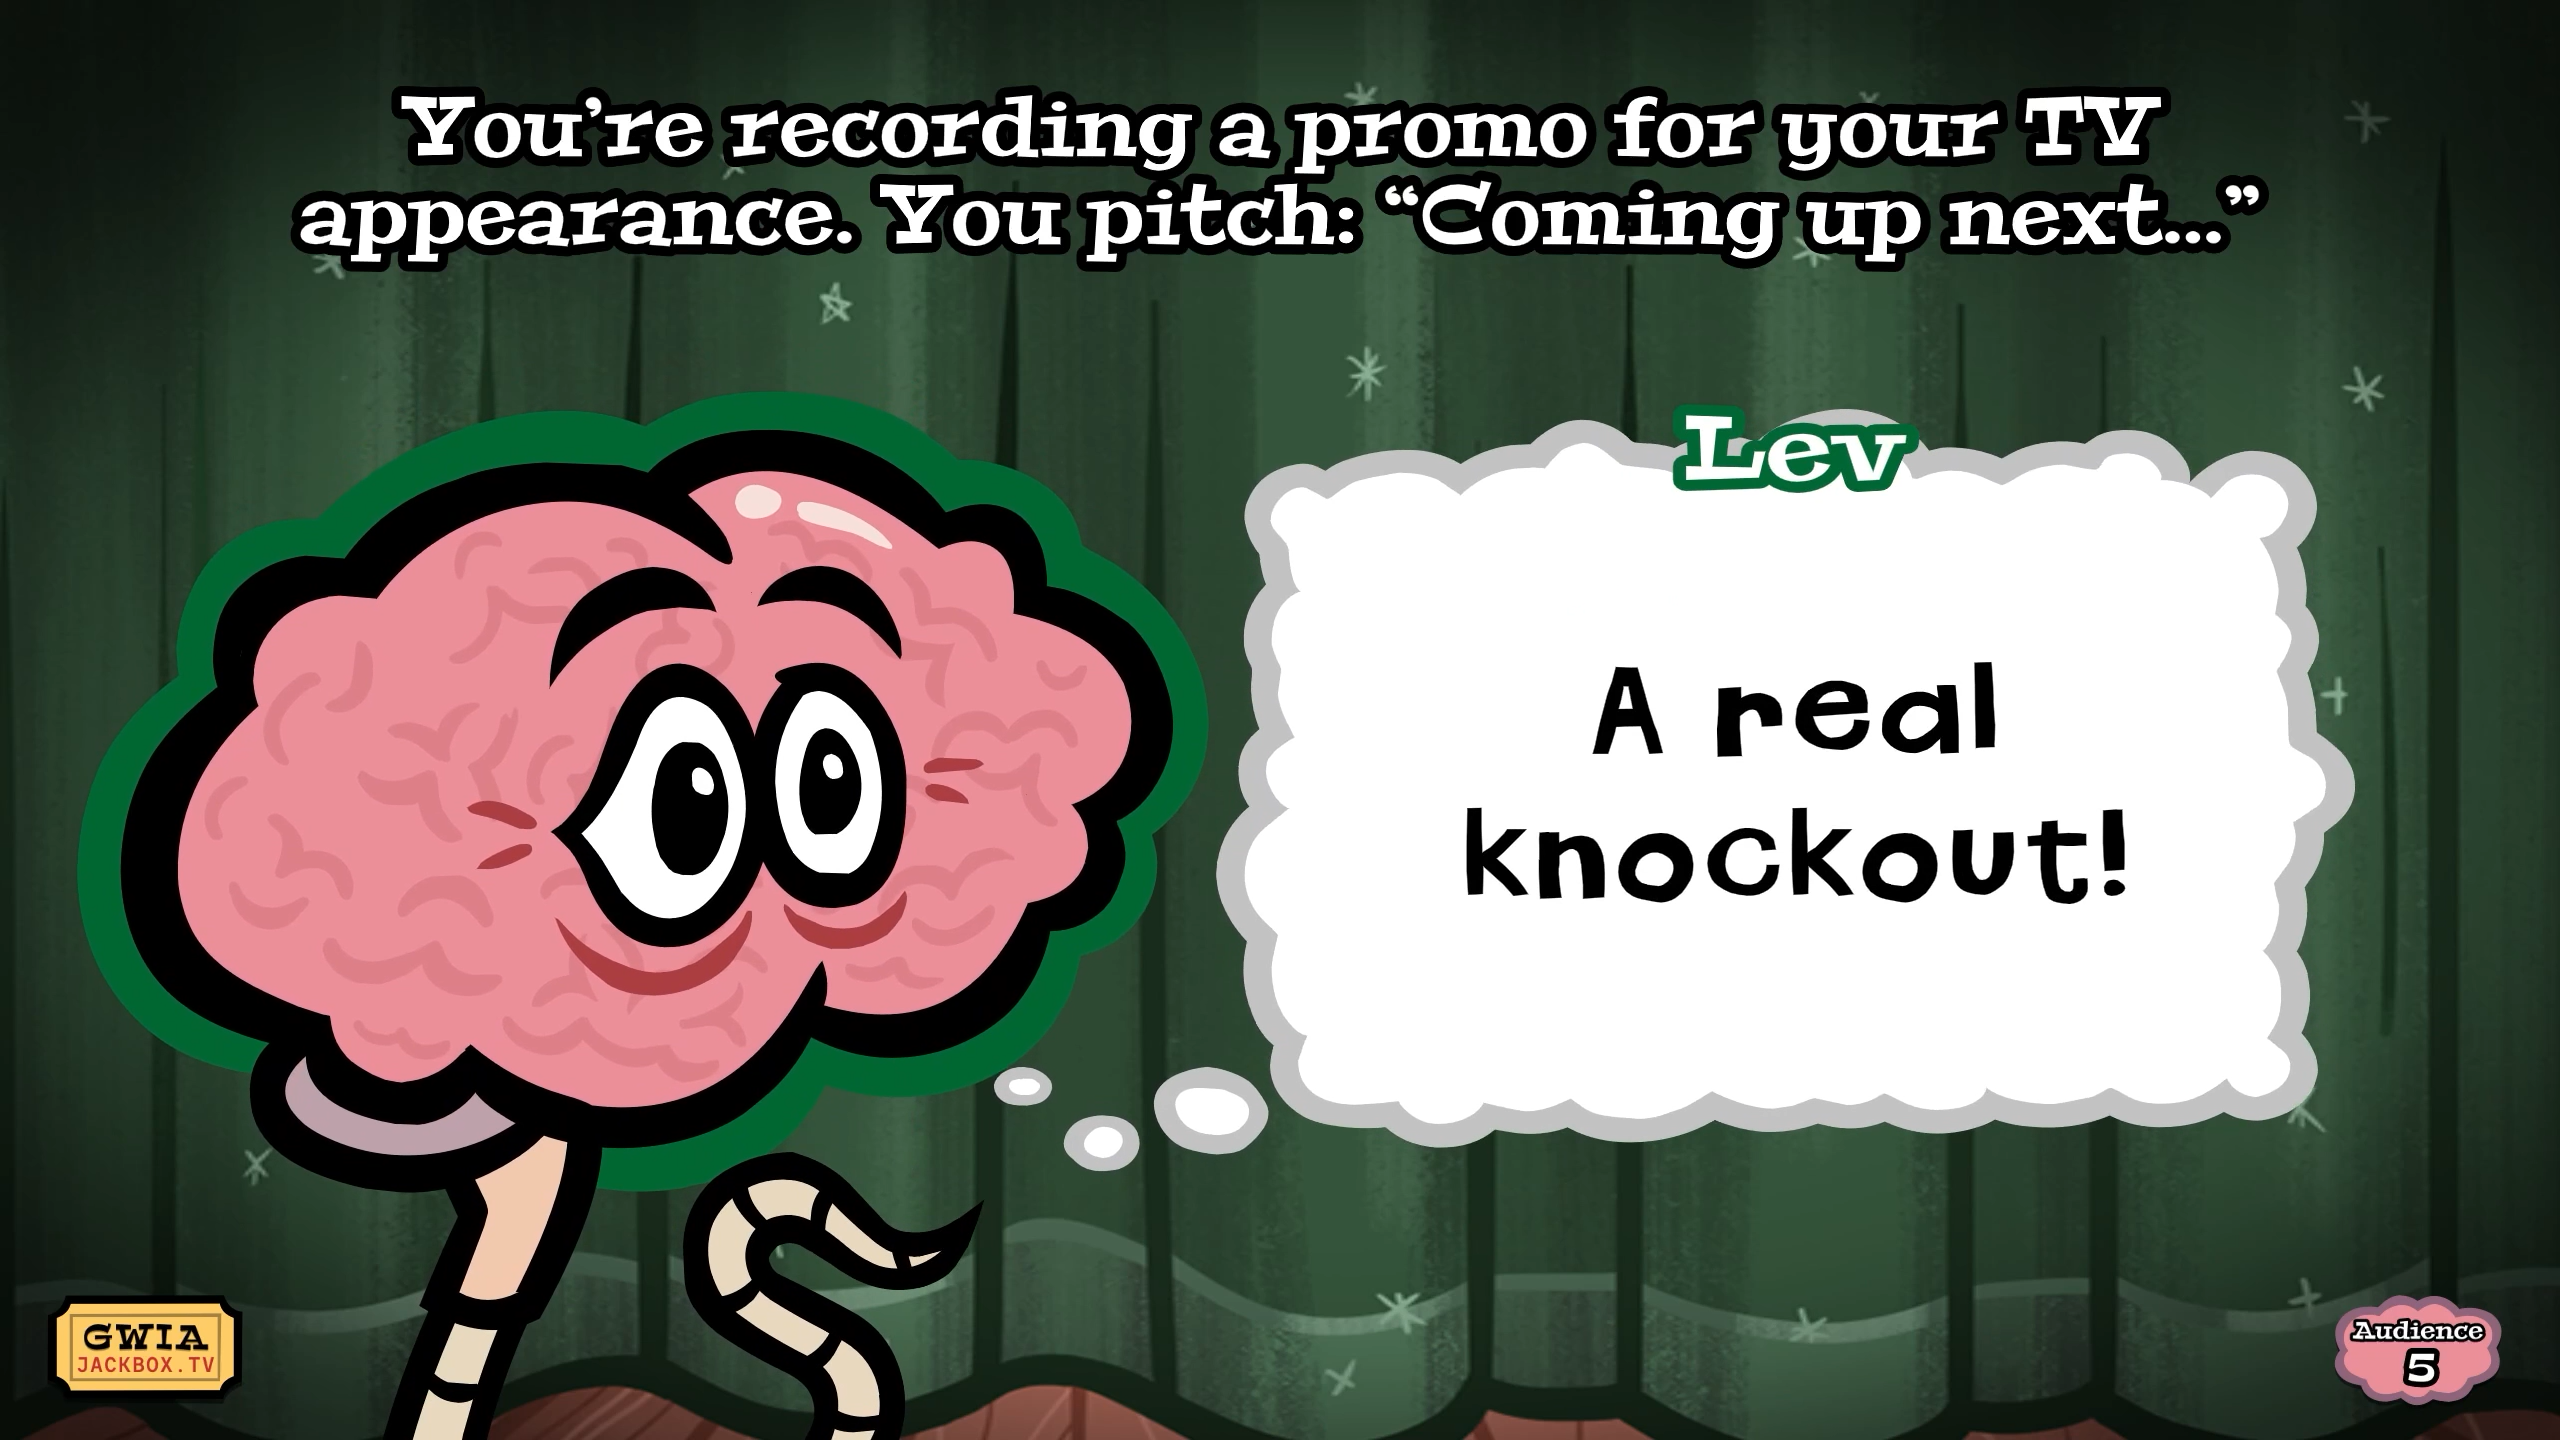 You’re recording a promo for your TV
appearance. You pitch: “Coming up next...”
Lev
A real
knockout!
GWIA
JACKBOX.TV
Audience
5